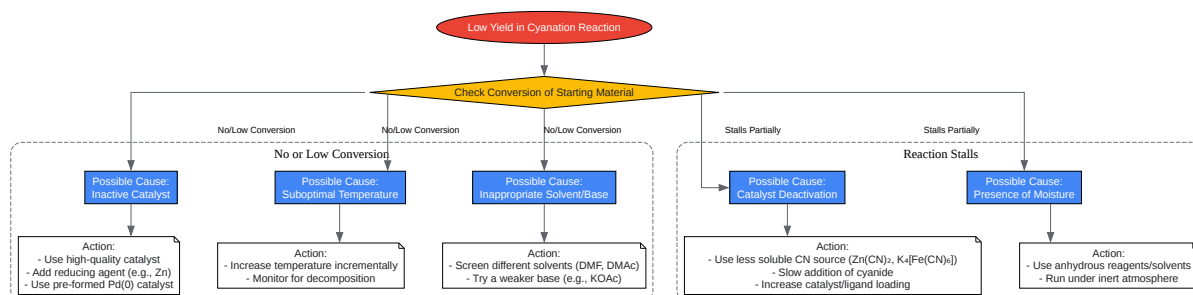 Low Yield in Cyanation Reaction
Check Conversion of Starting Material
No/Low Conversion
No/Low Conversion
No/Low Conversion
Stalls Partially
Stalls Partially
No or Low Conversion
Reaction Stalls
Possible Cause:
Inactive Catalyst
Possible Cause:
Suboptimal Temperature
Possible Cause:
Inappropriate Solvent/Base
Possible Cause:
Catalyst Deactivation
Possible Cause:
Presence of Moisture
Action:
- Use high-quality catalyst
- Add reducing agent (e.g., Zn)
- Use pre-formed Pd(0) catalyst
Action:
- Increase temperature incrementally
- Monitor for decomposition
Action:
- Screen different solvents (DMF, DMAc)
- Try a weaker base (e.g., KOAc)
Action:
- Use less soluble CN source (Zn(CN)₂, K₄[Fe(CN)₆])
- Slow addition of cyanide
- Increase catalyst/ligand loading
Action:
- Use anhydrous reagents/solvents
- Run under inert atmosphere